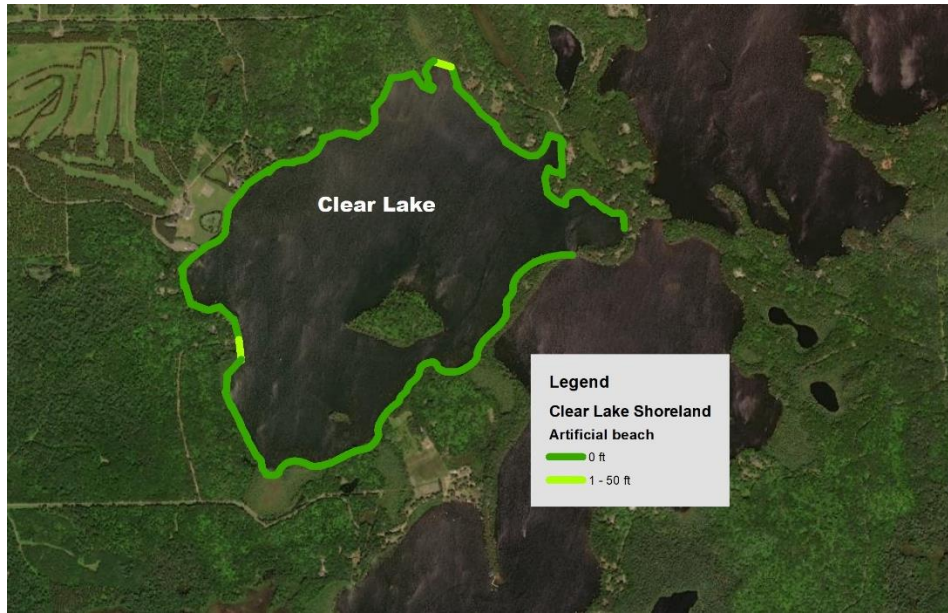 Clear Lake
Legend
Clear Lake Shoreland
Artificial beach
0 ft
1 - 50 ft